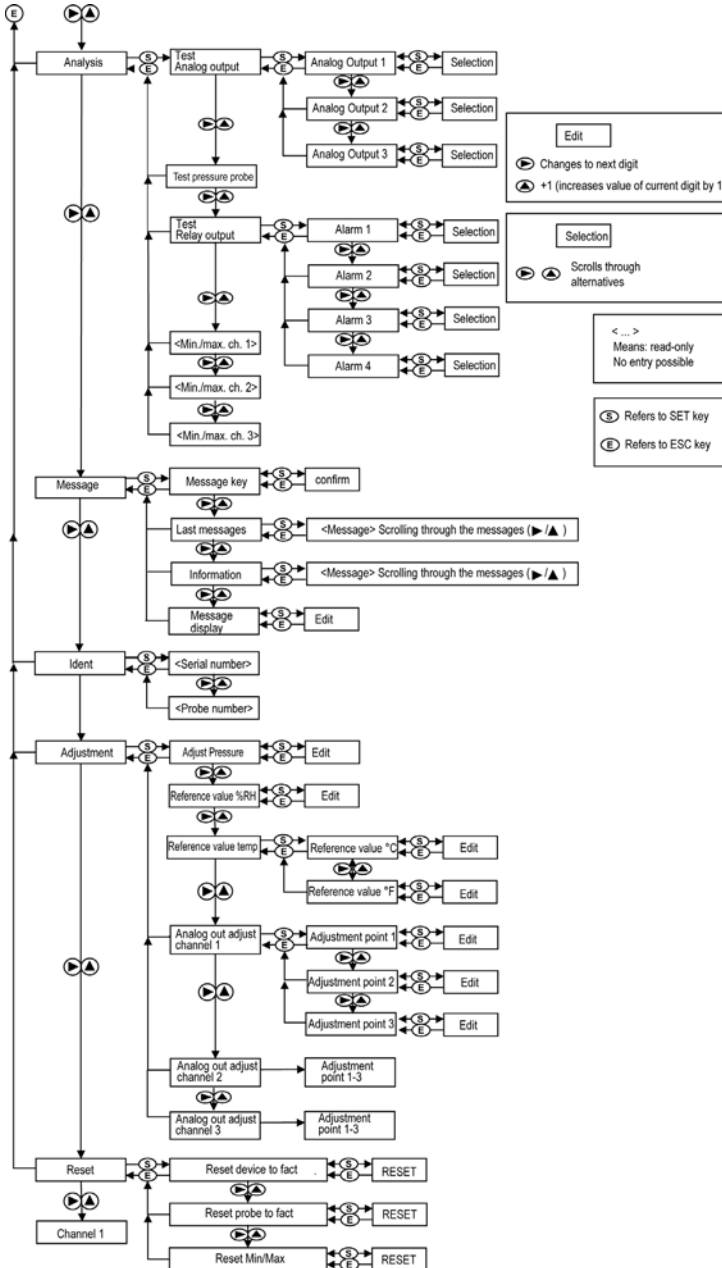 E
Analysis
S
E
Test
Analog output
S
E
Analog Output 1
S
E
Selection
Analog Output 2
S
E
Selection
Analog Output 3
S
E
Selection
Test pressure probe
Test
Relay output
S
E
Alarm 1
S
E
Selection
Alarm 2
S
E
Selection
Alarm 3
S
E
Selection
Alarm 4
S
E
Selection
<Min./max. ch. 1>
<Min./max. ch. 2>
<Min./max. ch. 3>
Edit
Changes to next digit
+1 (increases value of current digit by 1
Selection
Scrolls through
alternatives
< ... >
Means: read-only
No entry possible
S Refers to SET key
E Refers to ESC key
Message
S
E
Message key
S
E
confirm
Last messages
S
E
<Message> Scrolling through the messages (▶/▲ )
Information
S
E
<Message> Scrolling through the messages (▶/▲ )
Message
display
S
E
Edit
Ident
S
E
<Serial number>
<Probe number>
Adjustment
S
E
Adjust Pressure
S
E
Edit
Reference value %RH
S
E
Edit
Reference value temp
S
E
Reference value °C
S
E
Edit
Reference value °F
S
E
Edit
Analog out adjust
channel 1
S
E
Adjustment point 1
S
E
Edit
Adjustment point 2
S
E
Edit
Adjustment point 3
S
E
Edit
Analog out adjust
channel 2
Adjustment
point 1-3
Analog out adjust
channel 3
Adjustment
point 1-3
Reset
S
E
Reset device to fact .
S
E
RESET
Reset probe to fact
S
E
RESET
Reset Min/Max
S
E
RESET
Channel 1